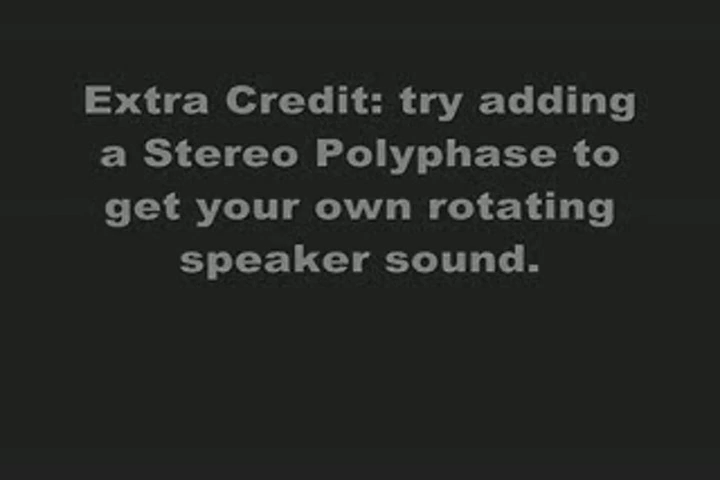 Extra Credit: try adding
a Stereo Polyphase to
get your own rotating
speaker sound.